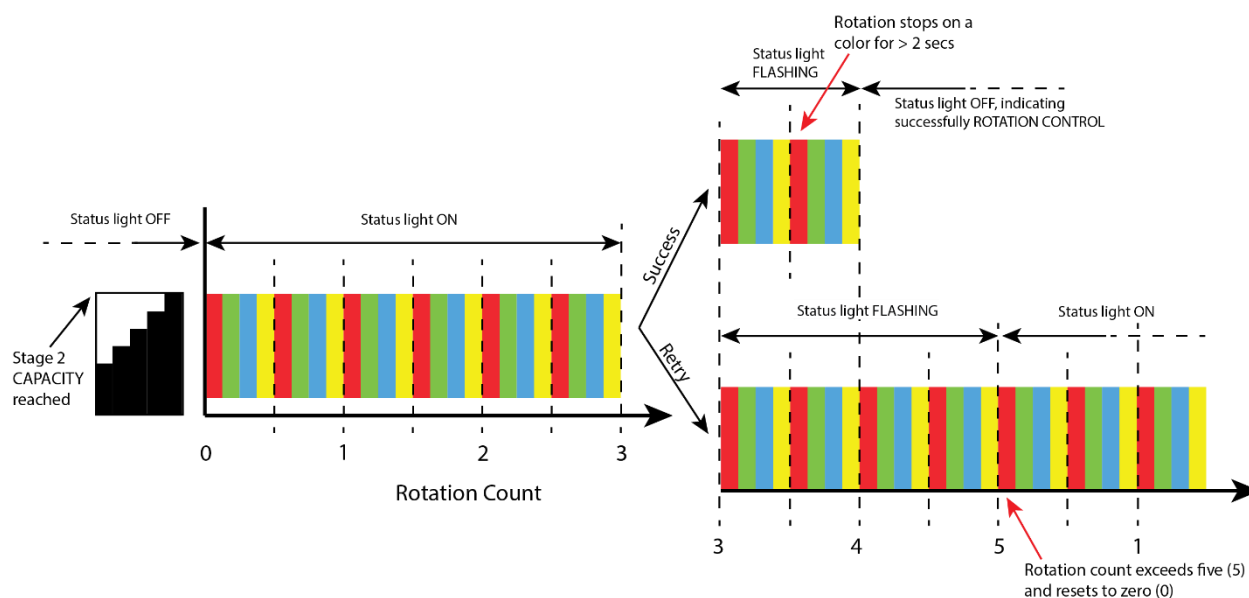 Rotation stops on a
color for > 2 secs
Status light
FLASHING
Status light OFF, indicating
successfully ROTATION CONTROL
Status light OFF
Status light ON
Success
Retry
Stage 2
CAPACITY
reached
0
1
2
3
Rotation Count
Status light FLASHING
Status light ON
3
4
5
1
Rotation count exceeds five (5)
and resets to zero (0)